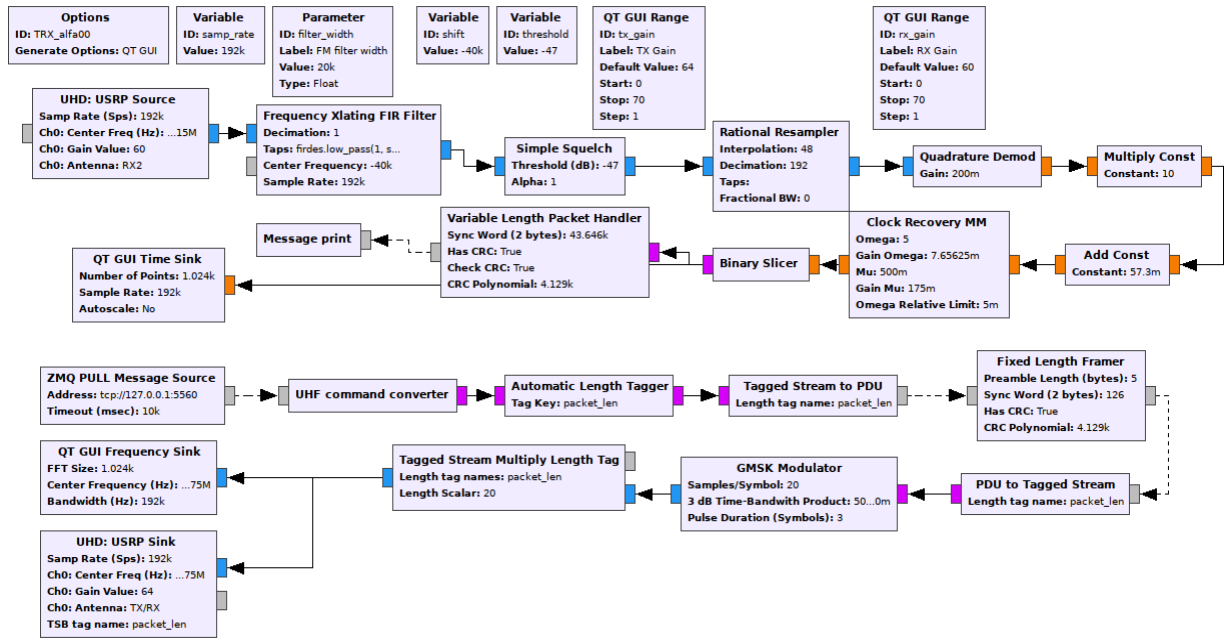 Options
ID: TRX_alfa00
Generate Options: QT GUI
Variable
ID: samp_rate
Value: 192k
Parameter
ID: filter_width
Label: FM filter width
Value: 20k
Type: Float
Variable
ID: shift
Value: -40k
Variable
ID: threshold
Value: -47
QT GUI Range
ID: tx_gain
Label: TX Gain
Default Value: 64
Start: 0
Stop: 70
Step: 1
QT GUI Range
ID: rx_gain
Label: RX Gain
Default Value: 60
Start: 0
Stop: 70
Step: 1
UHD: USRP Source
Samp Rate (Sps): 192k
Ch0: Center Freq (Hz): ...15M
Ch0: Gain Value: 60
Ch0: Antenna: RX2
Frequency Xlating FIR Filter
Decimation: 1
Taps: firdes.low_pass(1, s...
Center Frequency: -40k
Sample Rate: 192k
Simple Squelch
Threshold (dB): -47
Alpha: 1
Rational Resampler
Interpolation: 48
Decimation: 192
Taps:
Fractional BW: 0
Quadrature Demod
Gain: 200m
Multiply Const
Constant: 10
Message print
Variable Length Packet Handler
Sync Word (2 bytes): 43.646k
Has CRC: True
Check CRC: True
CRC Polynomial: 4.129k
Binary Slicer
Clock Recovery MM
Omega: 5
Gain Omega: 7.65625m
Mu: 500m
Gain Mu: 175m
Omega Relative Limit: 5m
Add Const
Constant: 57.3m
QT GUI Time Sink
Number of Points: 1.024k
Sample Rate: 192k
Autoscale: No
ZMQ PULL Message Source
Address: tcp://127.0.0.1:5560
Timeout (msec): 10k
UHF command converter
Automatic Length Tagger
Tag Key: packet_len
Tagged Stream to PDU
Length tag name: packet_len
Fixed Length Framer
Preamble Length (bytes): 5
Sync Word (2 bytes): 126
Has CRC: True
CRC Polynomial: 4.129k
QT GUI Frequency Sink
FFT Size: 1.024k
Center Frequency (Hz): ...75M
Bandwidth (Hz): 192k
Tagged Stream Multiply Length Tag
Length tag names: packet_len
Length Scalar: 20
GMSK Modulator
Samples/Symbol: 20
3 dB Time-Bandwith Product: 50...0m
Pulse Duration (Symbols): 3
PDU to Tagged Stream
Length tag name: packet_len
UHD: USRP Sink
Samp Rate (Sps): 192k
Ch0: Center Freq (Hz): ...75M
Ch0: Gain Value: 64
Ch0: Antenna: TX/RX
TSB tag name: packet_len